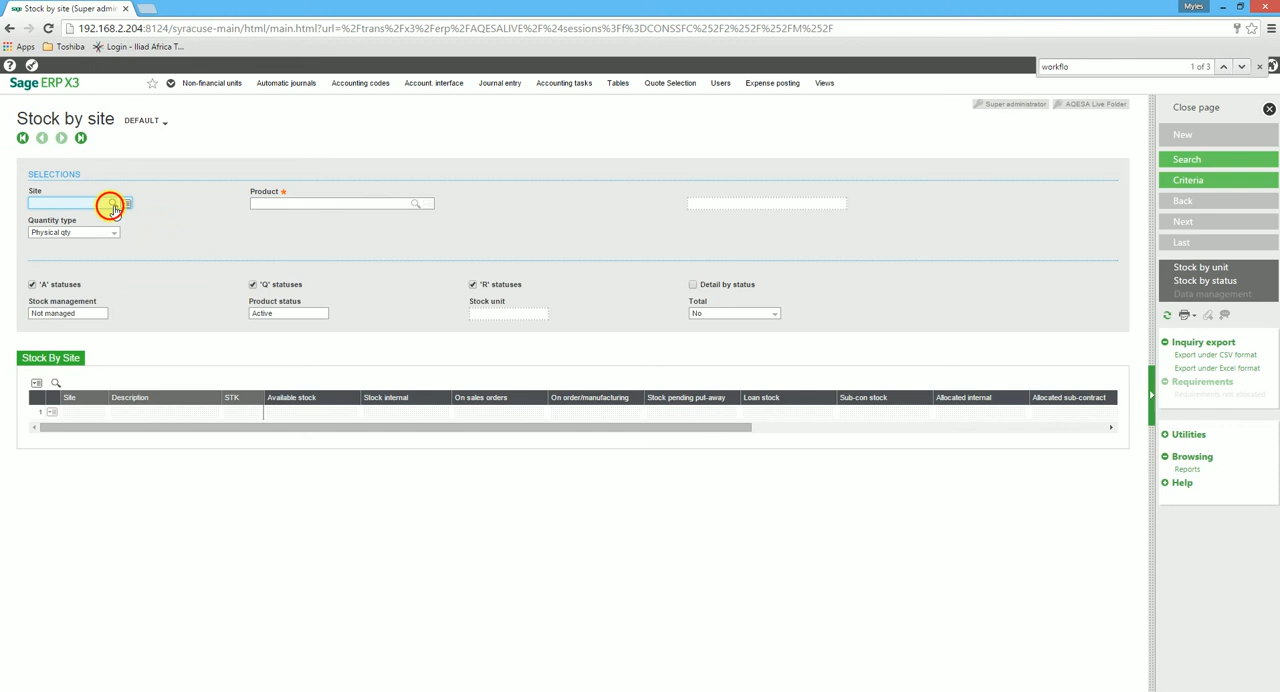 sage Stock by site (Super admir ×
Myles
192.168.2.204:8124/syracuse-main/html/main.html?url=%2Ftrans%2Fx3%2Ferp%2FAQESALIVE%2F%24sessions%3Ff%3DCONSSFC%252F2%252F%252FM%252F
Apps Toshiba Login - Iliad Africa T...
workflo 1 of 3
Sage ERP X3 Non-financial units Automatic journals Accounting codes Account. interface Journal entry Accounting tasks Tables Quote Selection Users Expense posting Views
Super administrator AQESA Live Folder
Close page
Stock by site DEFAULT
New
Search
Criteria
Back
Next
Last
Stock by unit
Stock by status
Data management
Inquiry export
Export under CSV format
Export under Excel format
Requirements
Requirements not allocated
Utilities
Browsing
Reports
Help
SELECTIONS
Site Product *
Quantity type
Physical qty
'A' statuses 'Q' statuses 'R' statuses Detail by status
Stock management Product status Stock unit Total
Not managed Active No
Stock By Site
Site Description STK Available stock Stock internal On sales orders On order/manufacturing Stock pending put-away Loan stock Sub-con stock Allocated internal Allocated sub-contract
1